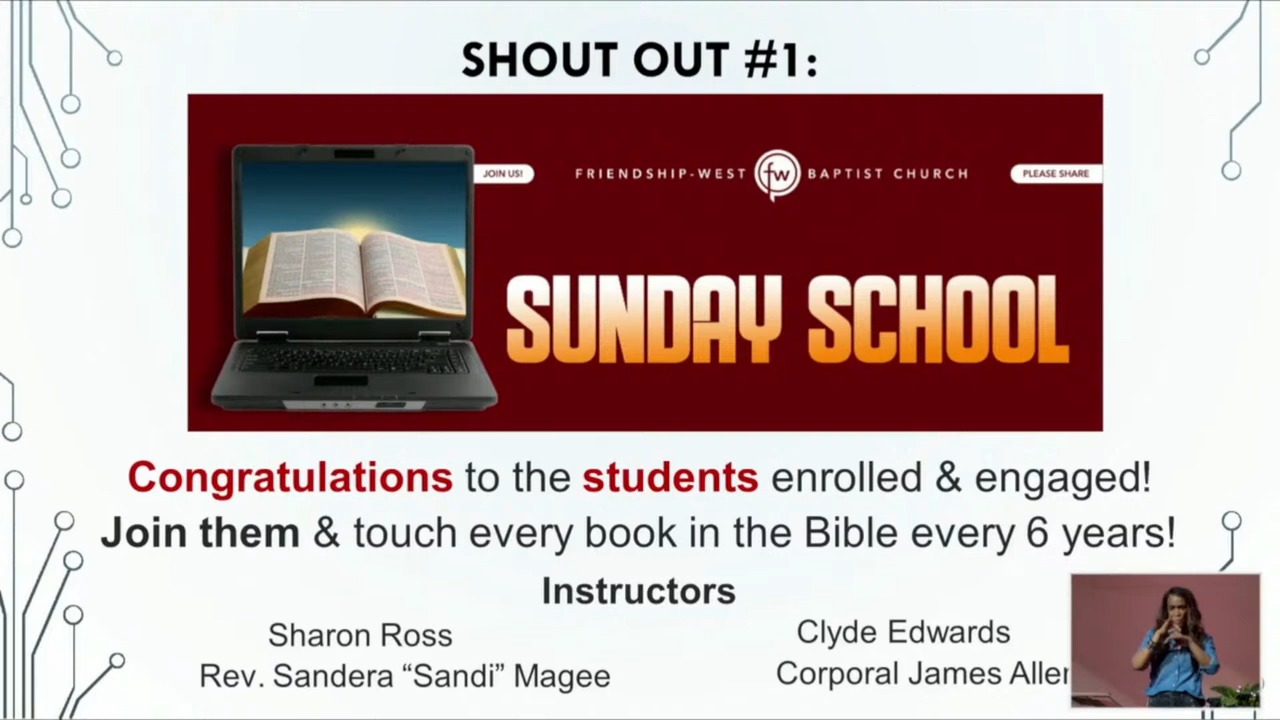 SHOUT OUT #1:
JOIN US!
FRIENDSHIP-WEST fw BAPTIST CHURCH
PLEASE SHARE
SUNDAY SCHOOL
Congratulations to the students enrolled & engaged!
Join them & touch every book in the Bible every 6 years!
Instructors
Sharon Ross
Clyde Edwards
Rev. Sandera “Sandi” Magee
Corporal James